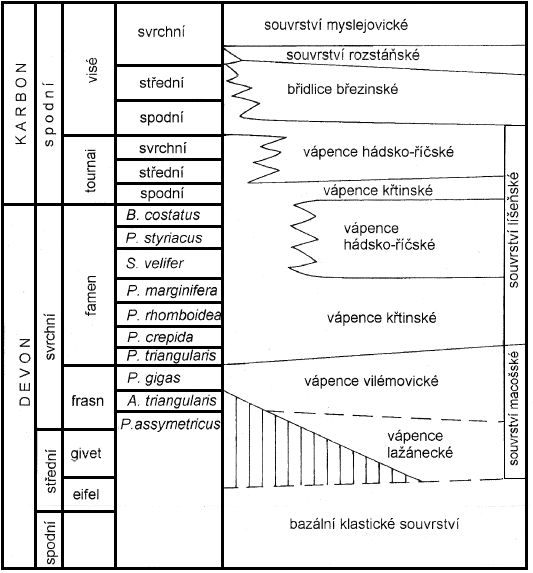 KARBON
spodní
visé
svrchní
střední
spodní
tournai
svrchní
střední
spodní
DEVON
svrchní
famen
B. costatus
P. styriacus
S. velifer
P. marginifera
P. rhomboidea
P. crepida
P. triangularis
frasn
P. gigas
A. triangularis
P.assymetricus
střední
givet
eifel
spodní
souvrství myslejovické
souvrství rozstáňské
břidlice březinské
vápence hádsko-říčské
vápence křtinské
vápence
hádsko-říčské
vápence křtinské
vápence vilémovické
vápence
lažánecké
bazální klastické souvrství
souvrství líšeňské
souvrství macošské